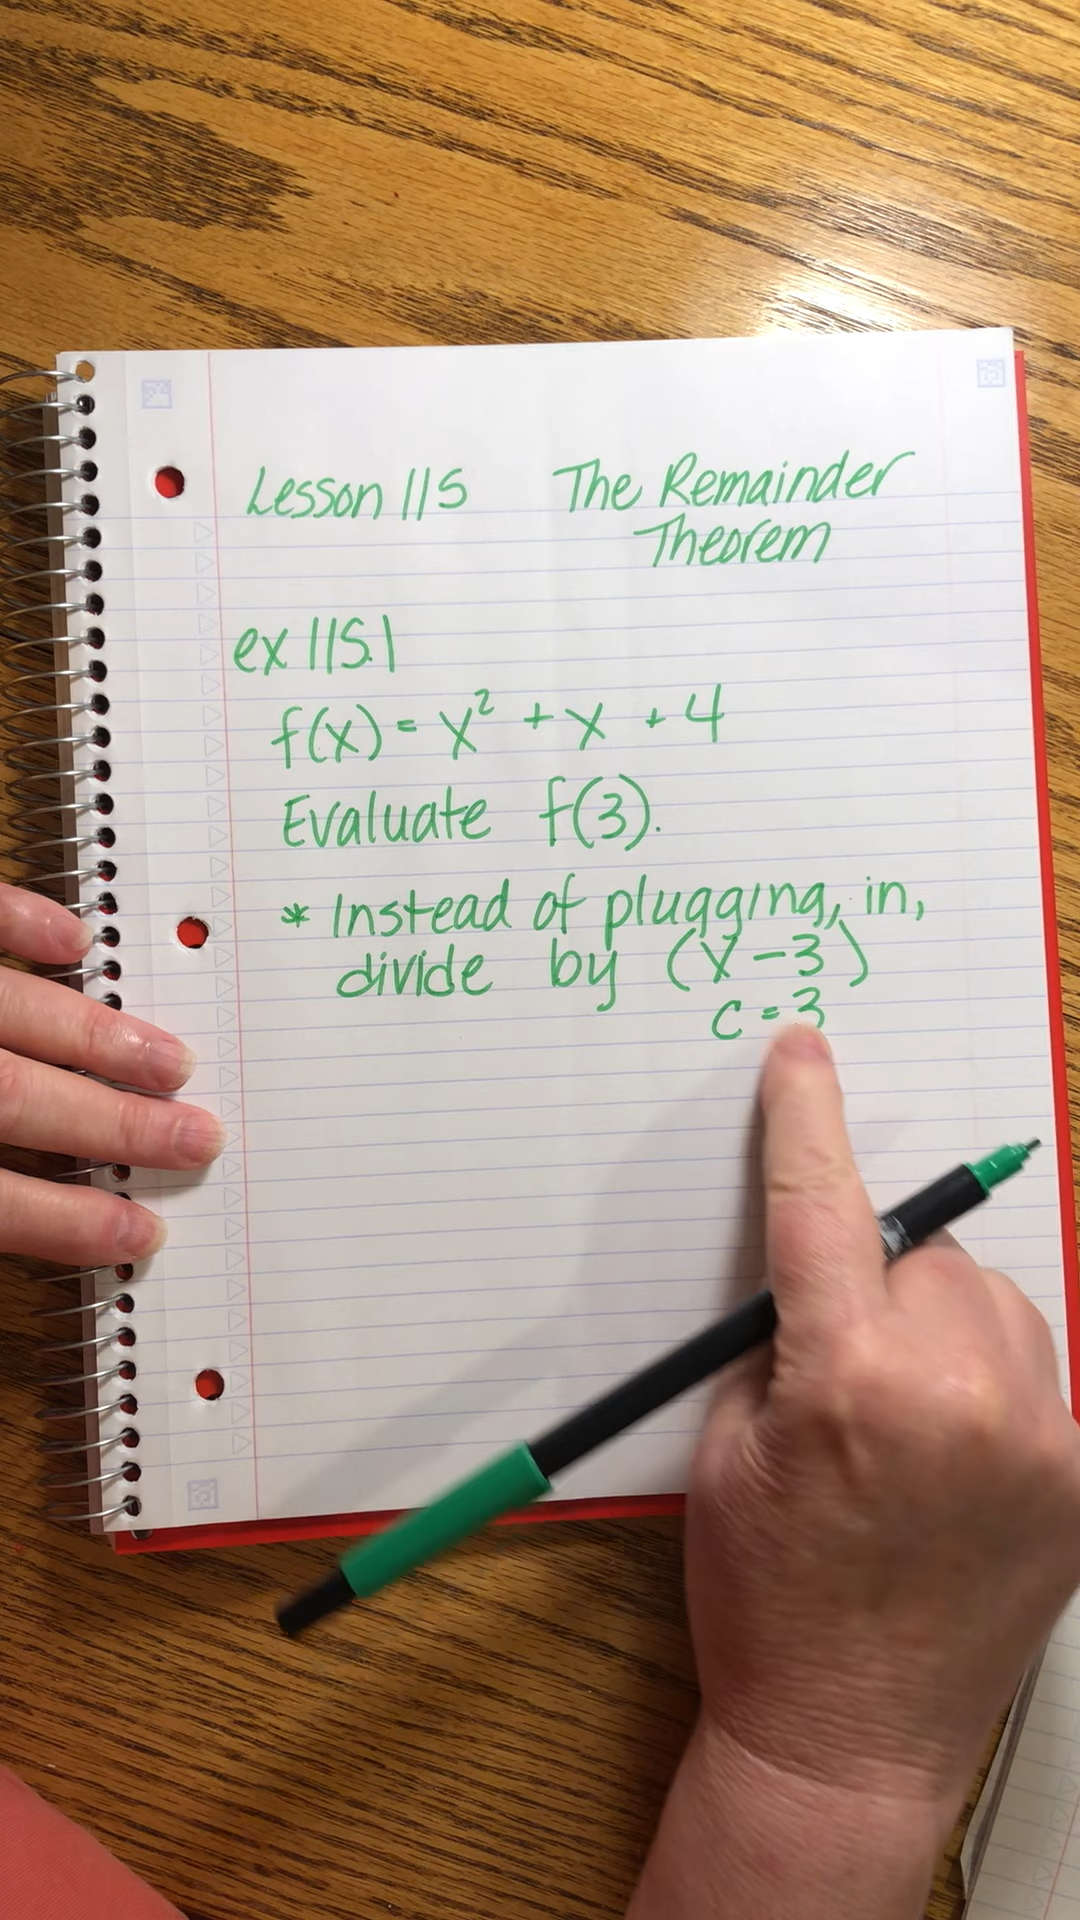 Lesson 115 The Remainder
Theorem
ex 115.1
f(x) = x² + x + 4
Evaluate f(3).
* Instead of plugging, in,
divide by (x - 3)
c = 3